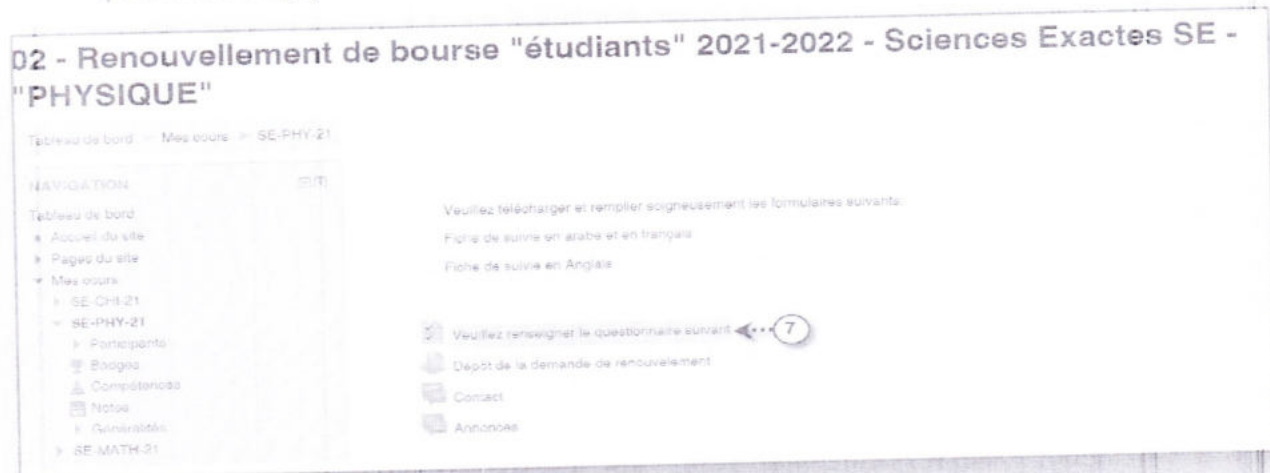 02 - Renouvellement de bourse "étudiants" 2021-2022 - Sciences Exactes SE -
"PHYSIQUE"
Tableau de bord > Mes cours > SE-PHY-21
NAVIGATION
Tableau de bord
Accueil du site
Pages du site
Mes cours
SE-CHI-21
SE-PHY-21
Participants
Badges
Compétences
Notes
Généralités
SE-MATH-21
Veuillez télécharger et remplier soigneusement les formulaires suivants:
Fiche de suivie en arabe et en français
Fiche de suivie en Anglais
Veuillez renseigner le questionnaire suivant 7
Dépôt de la demande de renouvelement
Contact
Annonces